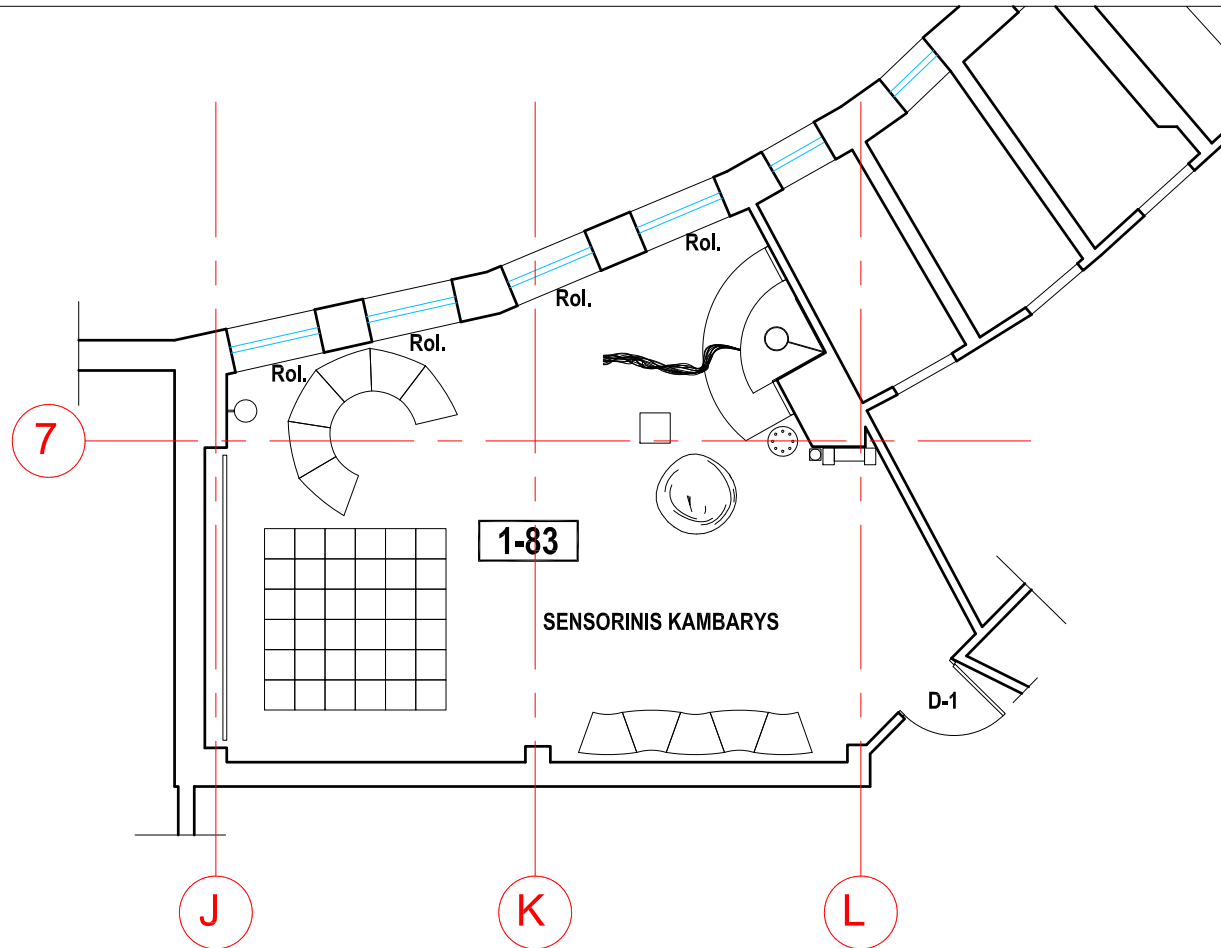 Rol.
Rol.
Rol.
Rol.
7
1-83
SENSORINIS KAMBARYS
D-1
J
K
L